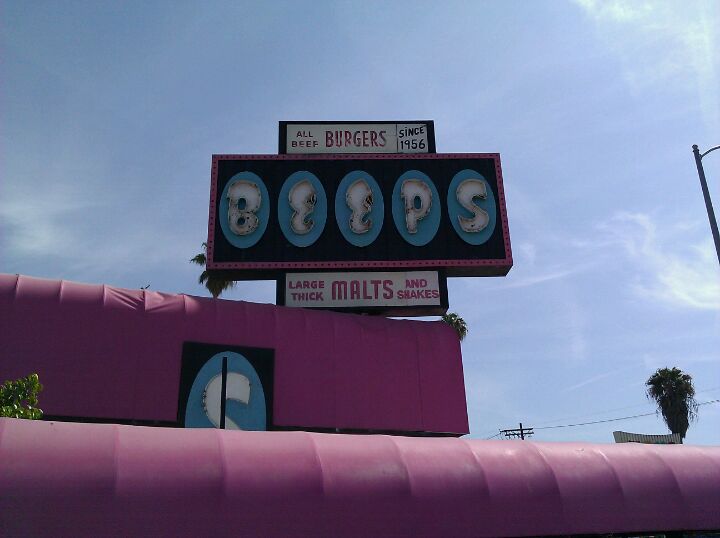 ALL BEEF BURGERS SINCE 1956
BEEPS
LARGE THICK MALTS AND SHAKES